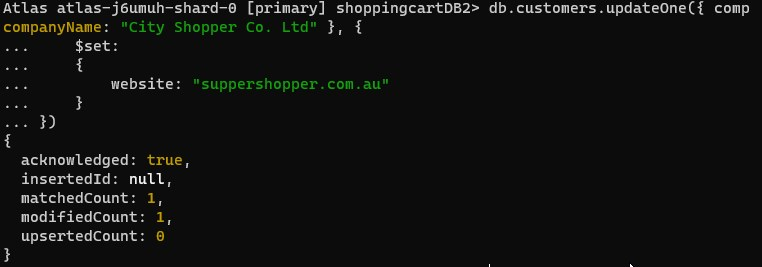 Atlas atlas-j6umuh-shard-0 [primary] shoppingcartDB2> db.customers.updateOne({ comp
companyName: "City Shopper Co. Ltd" }, {
... $set:
... {
... website: "suppershopper.com.au"
... }
... })
{
acknowledged: true,
insertedId: null,
matchedCount: 1,
modifiedCount: 1,
upsertedCount: 0
}